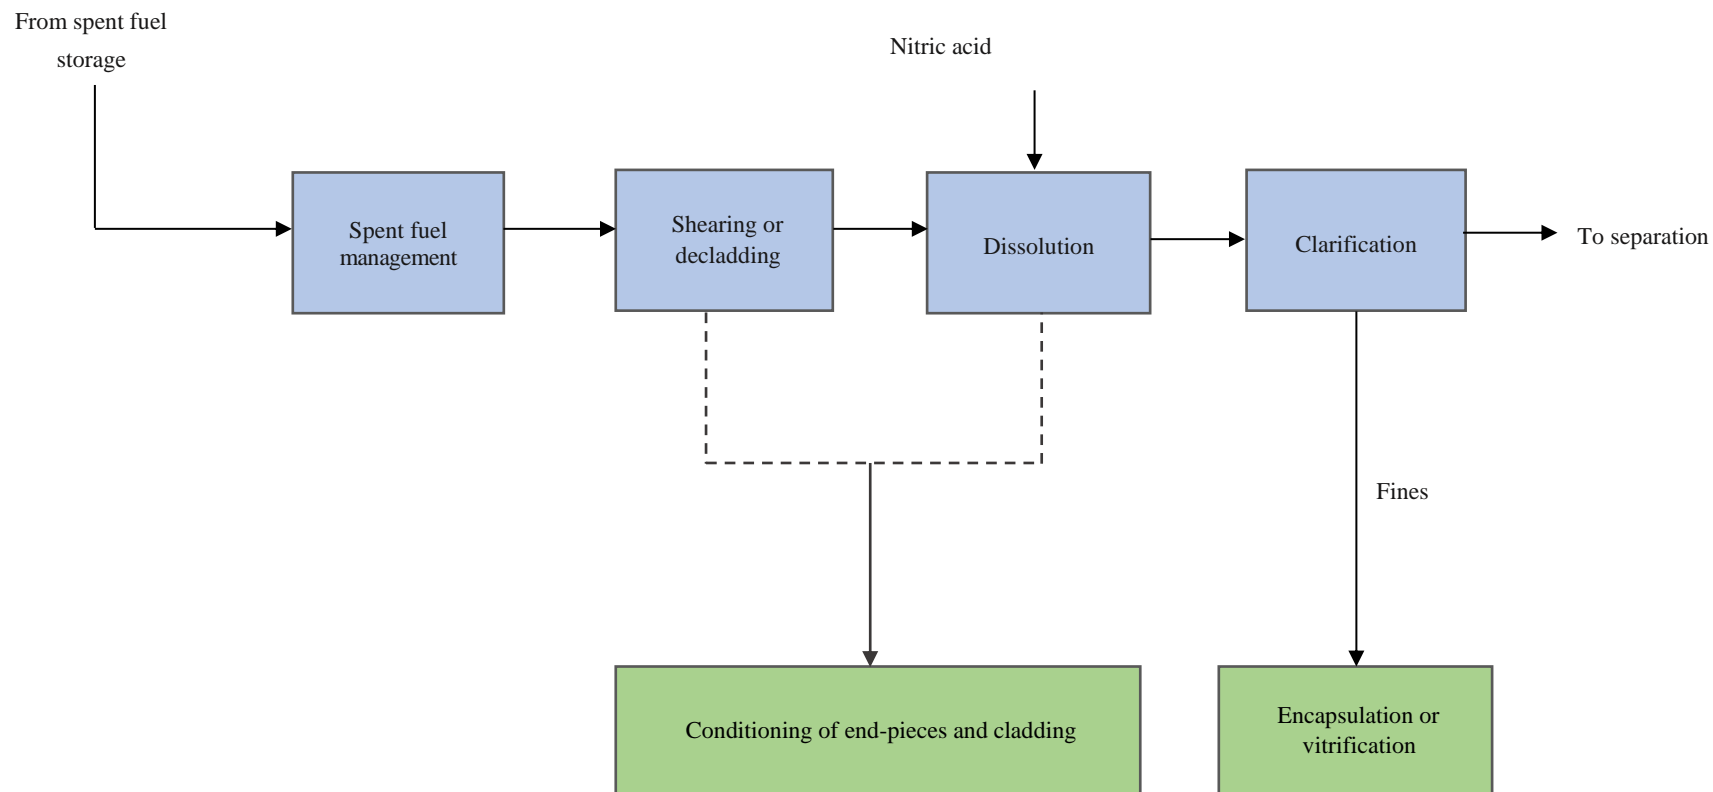 From spent fuel
storage
Nitric acid
Spent fuel
management
Shearing or
decladding
Dissolution
Clarification
To separation
Fines
Conditioning of end-pieces and cladding
Encapsulation or
vitrification